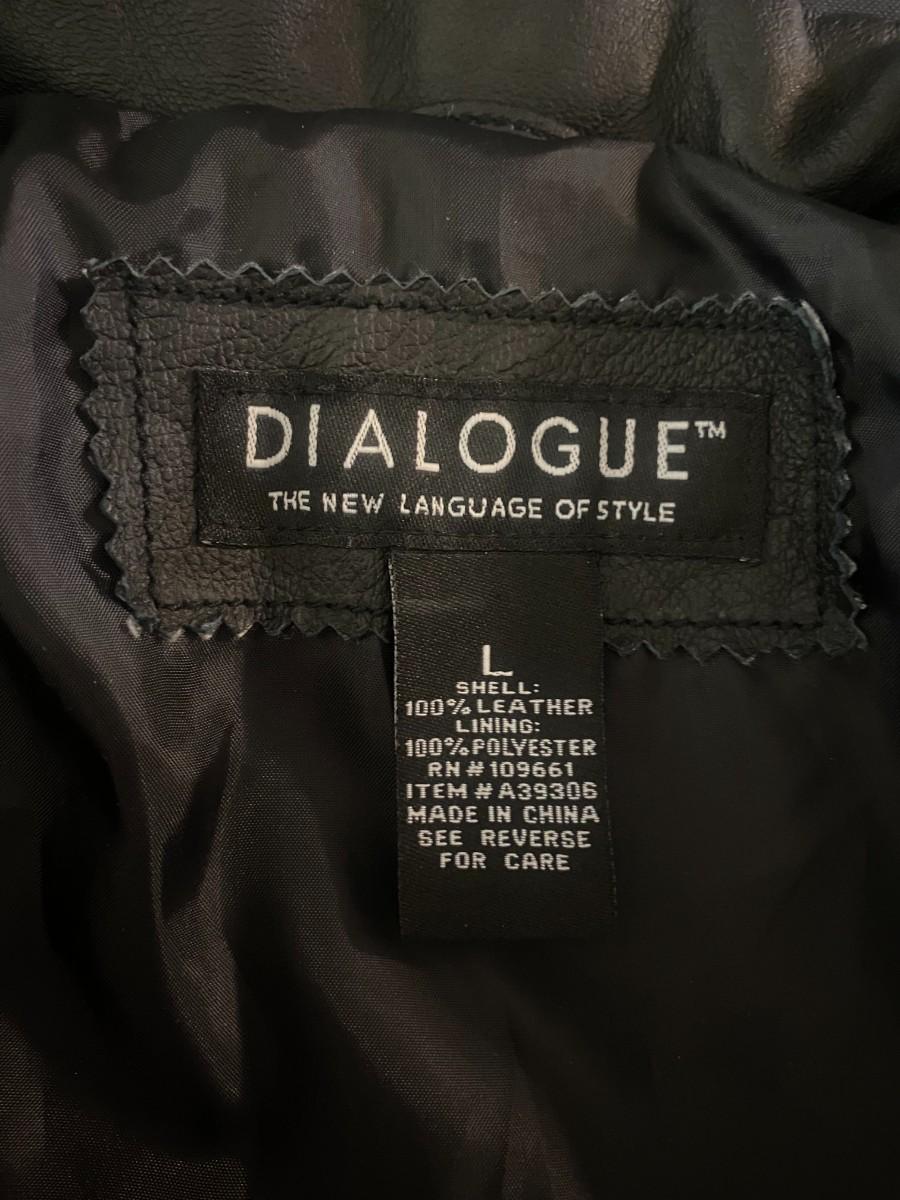 DIALOGUE™
THE NEW LANGUAGE OF STYLE
L
SHELL:
100% LEATHER
LINING:
100% POLYESTER
RN # 109661
ITEM # A39306
MADE IN CHINA
SEE REVERSE
FOR CARE